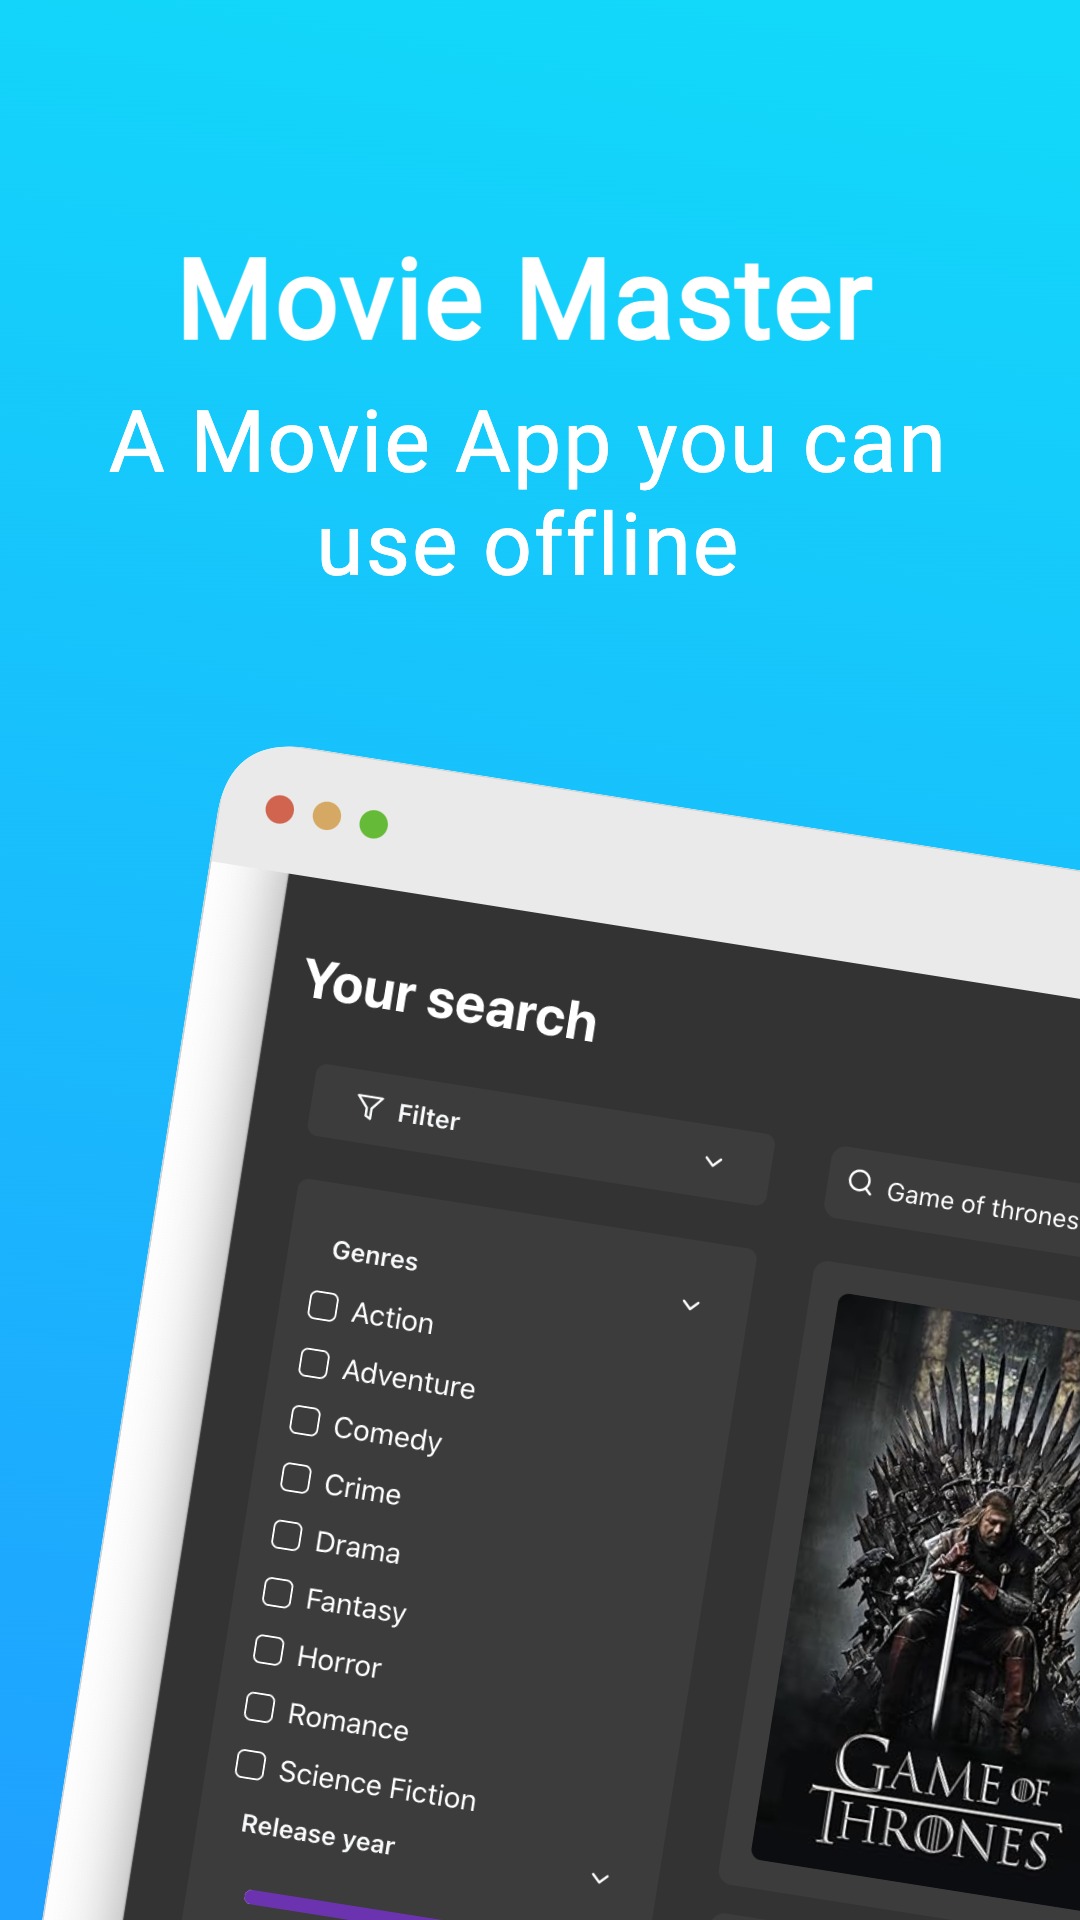 Movie Master
A Movie App you can
use offline
Your search
Filter
Game of thrones
Genres
Action
Adventure
Comedy
Crime
Drama
Fantasy
Horror
Romance
Science Fiction
Release year
GAME OF
THRONES